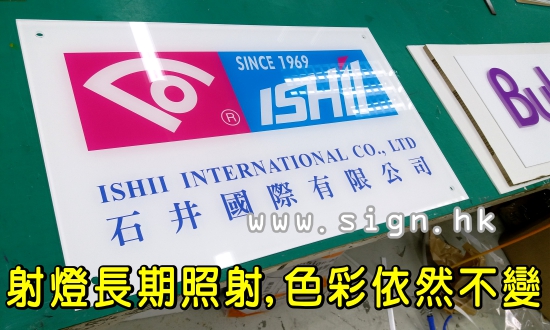 SINCE 1969
®
ISHII
Bu
ISHII INTERNATIONAL CO., LTD
石井國際有限公司
www.sign.hk
射燈長期照射,色彩依然不變